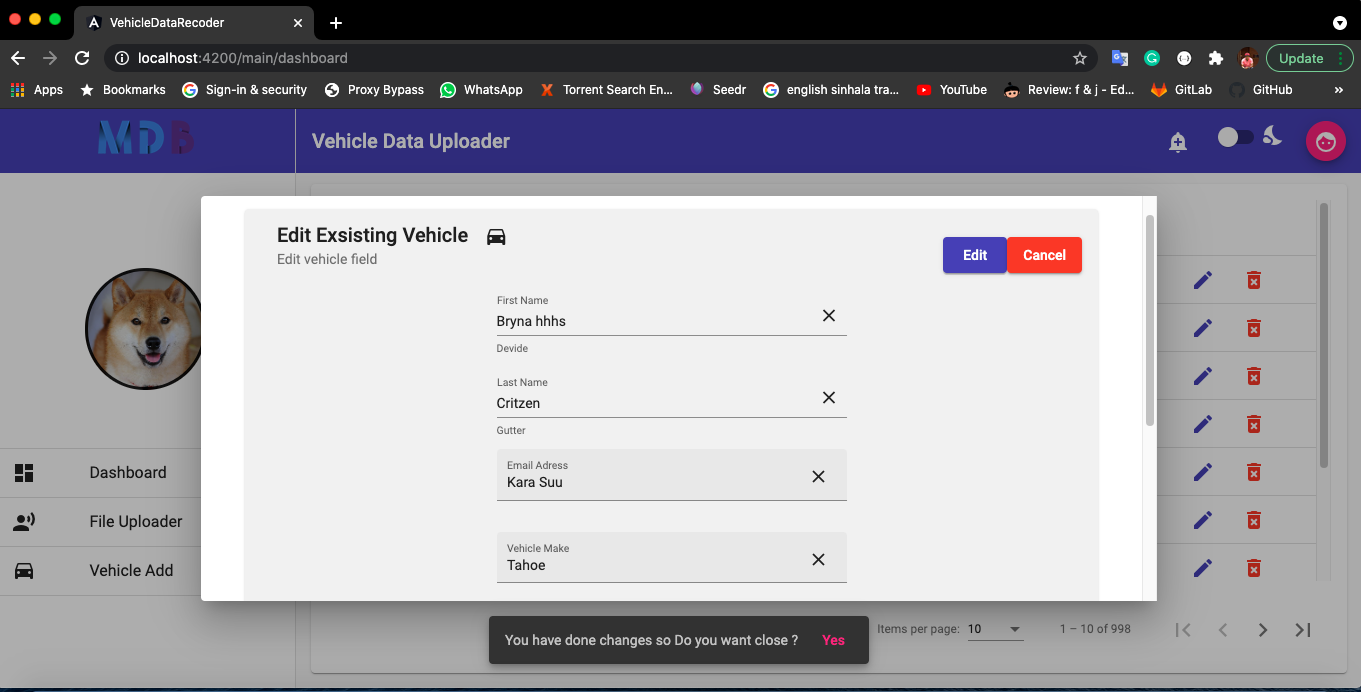 VehicleDataRecoder
localhost:4200/main/dashboard
Update
Apps
Bookmarks
Sign-in & security
Proxy Bypass
WhatsApp
Torrent Search En...
Seedr
english sinhala tra...
YouTube
Review: f & j - Ed...
GitLab
GitHub
»
MDB
Vehicle Data Uploader
Edit Exsisting Vehicle
Edit vehicle field
Edit
Cancel
First Name
Bryna hhhs
Devide
Last Name
Critzen
Gutter
Email Adress
Kara Suu
Vehicle Make
Tahoe
Dashboard
File Uploader
Vehicle Add
You have done changes so Do you want close ? Yes
Items per page: 10
1 – 10 of 998